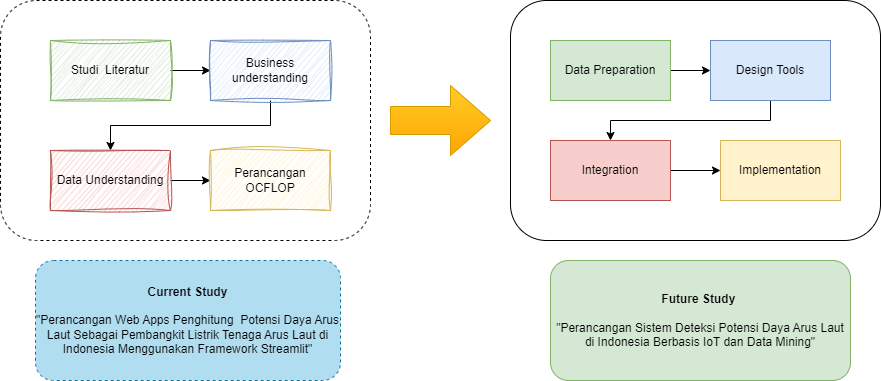 Studi Literatur
Business
understanding
Data Understanding
Perancangan
OCFLOP
Data Preparation
Design Tools
Integration
Implementation
Current Study
"Perancangan Web Apps Penghitung Potensi Daya Arus
Laut Sebagai Pembangkit Listrik Tenaga Arus Laut di
Indonesia Menggunakan Framework Streamlit"
Future Study
"Perancangan Sistem Deteksi Potensi Daya Arus Laut
di Indonesia Berbasis IoT dan Data Mining"